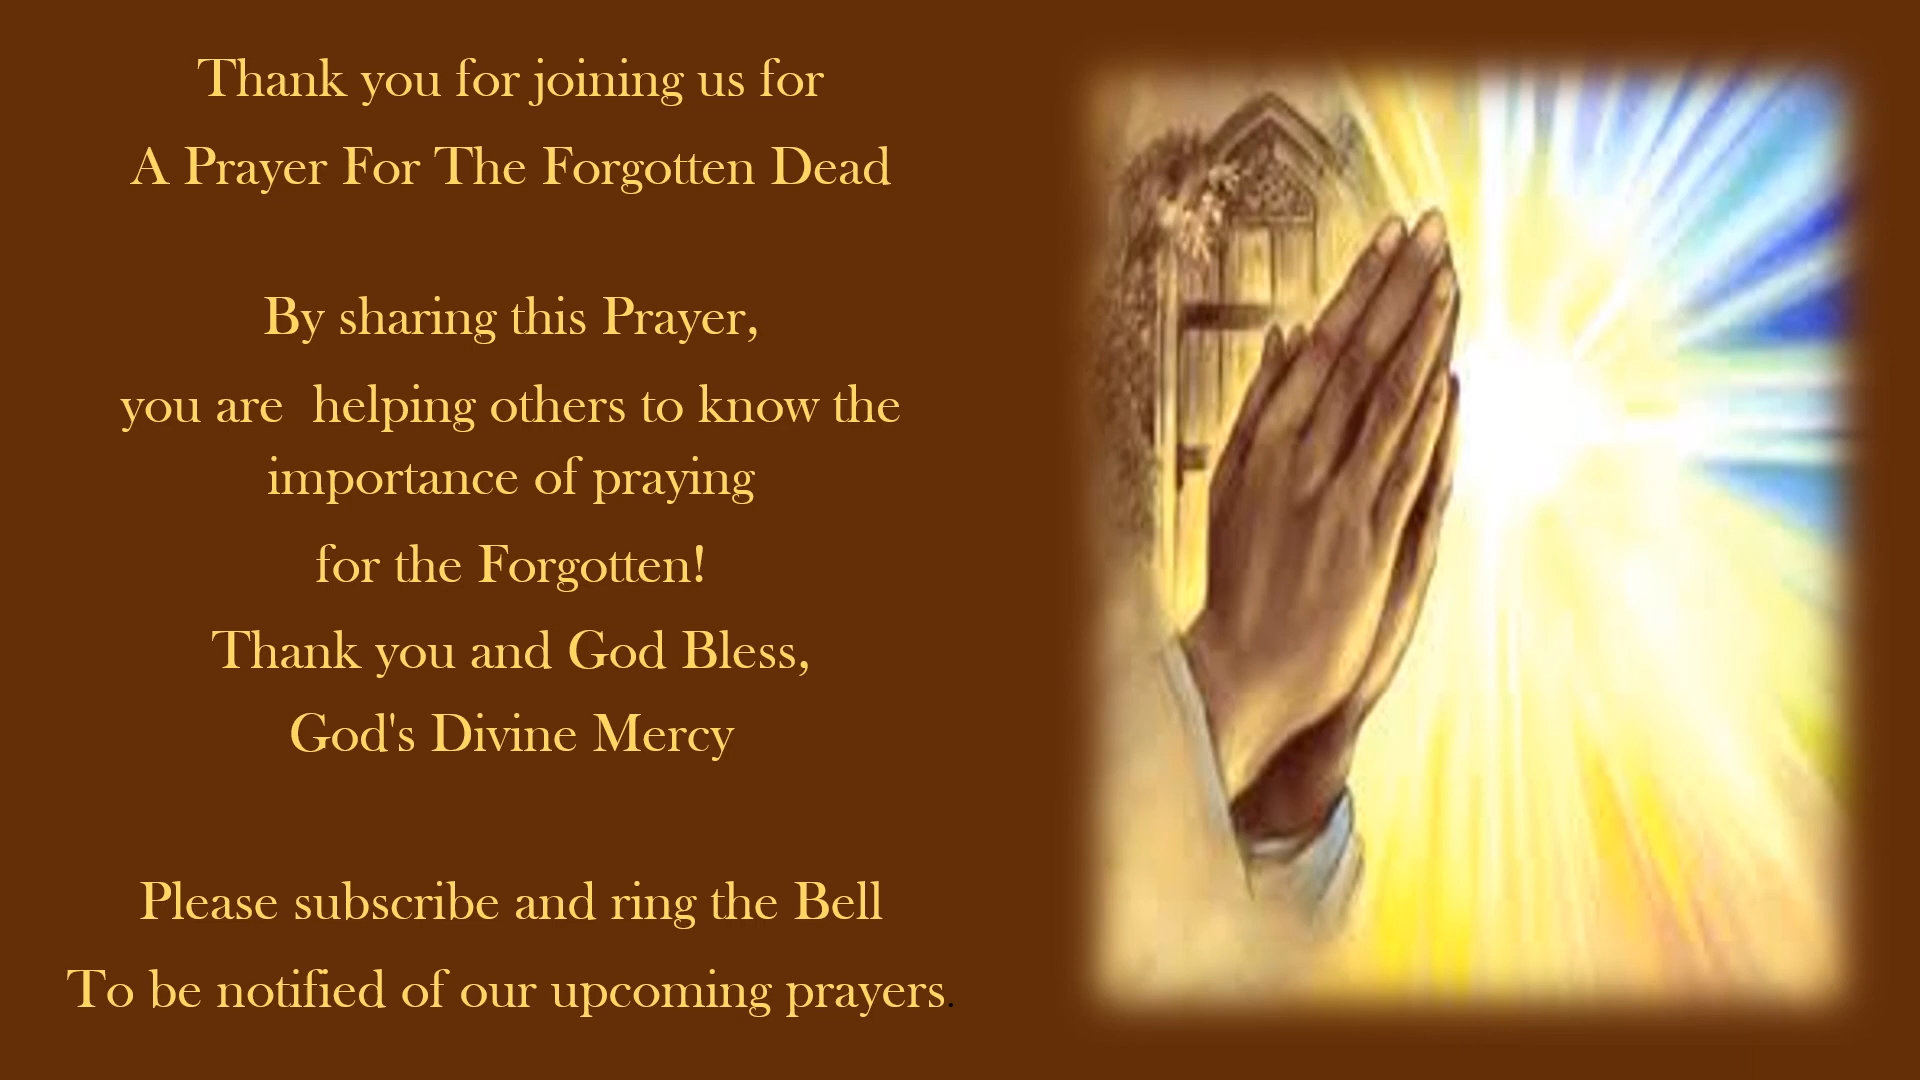 Thank you for joining us for
A Prayer For The Forgotten Dead
By sharing this Prayer,
you are  helping others to know the
importance of praying
for the Forgotten!
Thank you and God Bless,
God's Divine Mercy
Please subscribe and ring the Bell
To be notified of our upcoming prayers.